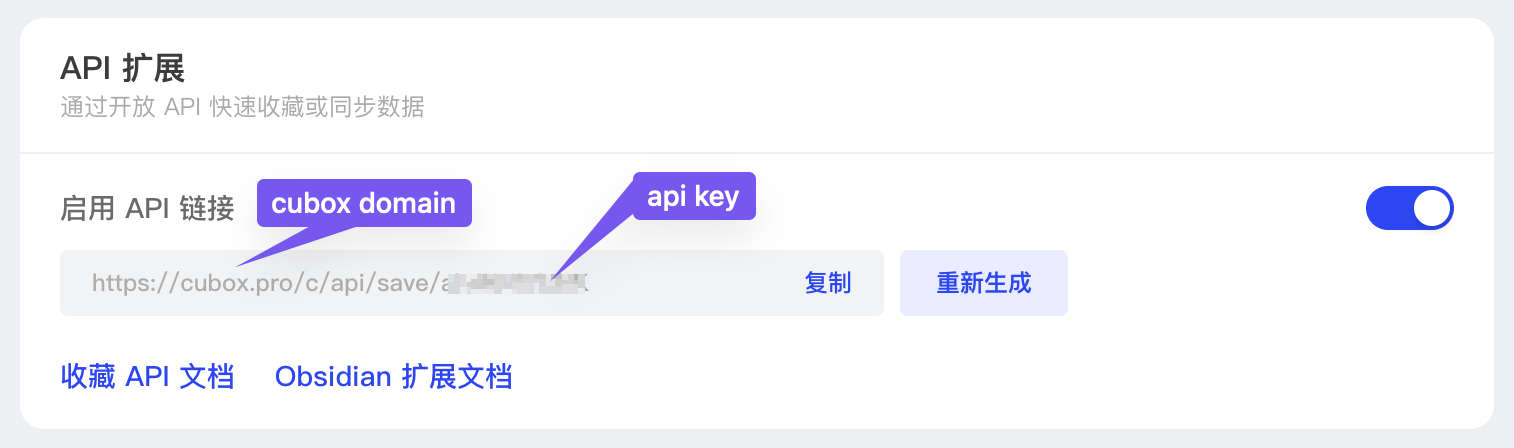 API 扩展
通过开放 API 快速收藏或同步数据
启用 API 链接
cubox domain
api key
https://cubox.pro/c/api/save/
复制
重新生成
收藏 API 文档
Obsidian 扩展文档